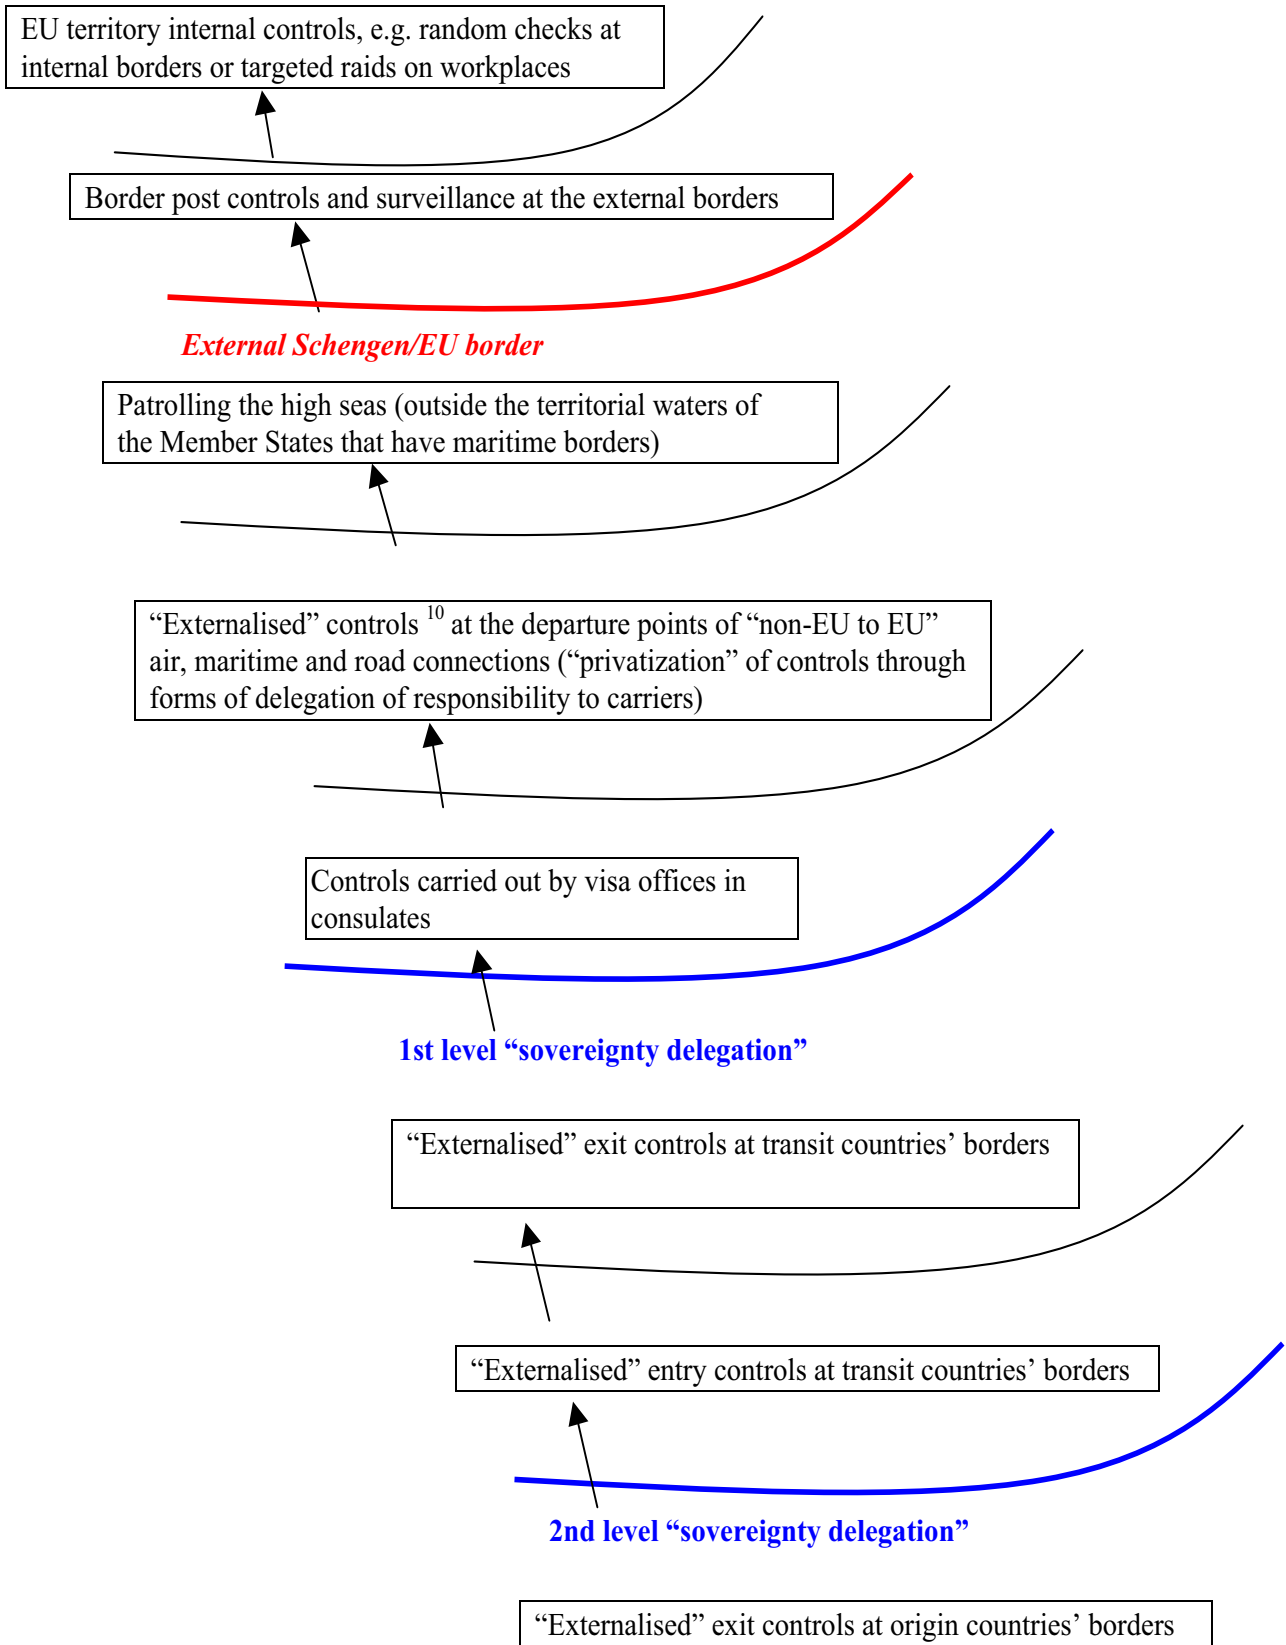 EU territory internal controls, e.g. random checks at
internal borders or targeted raids on workplaces
Border post controls and surveillance at the external borders
External Schengen/EU border
Patrolling the high seas (outside the territorial waters of
the Member States that have maritime borders)
“Externalised” controls 10 at the departure points of “non-EU to EU”
air, maritime and road connections (“privatization” of controls through
forms of delegation of responsibility to carriers)
Controls carried out by visa offices in
consulates
1st level “sovereignty delegation”
“Externalised” exit controls at transit countries’ borders
“Externalised” entry controls at transit countries’ borders
2nd level “sovereignty delegation”
“Externalised” exit controls at origin countries’ borders